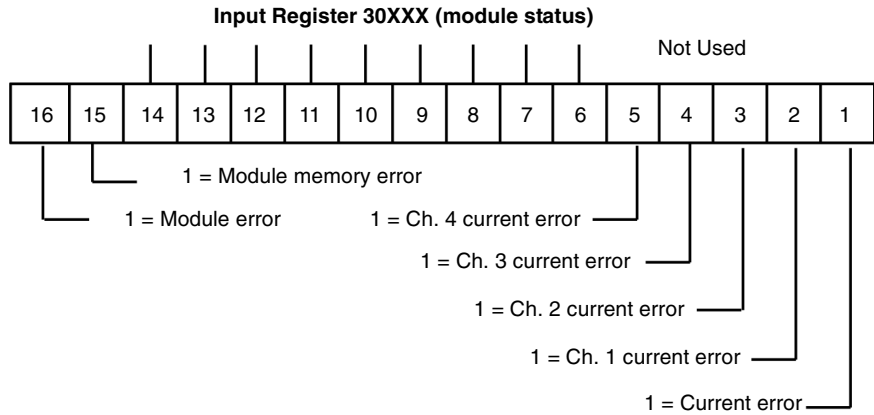 Input Register 30XXX (module status)
Not Used
16 15 14 13 12 11 10 9 8 7 6 5 4 3 2 1
1 = Module memory error
1 = Module error
1 = Ch. 4 current error
1 = Ch. 3 current error
1 = Ch. 2 current error
1 = Ch. 1 current error
1 = Current error